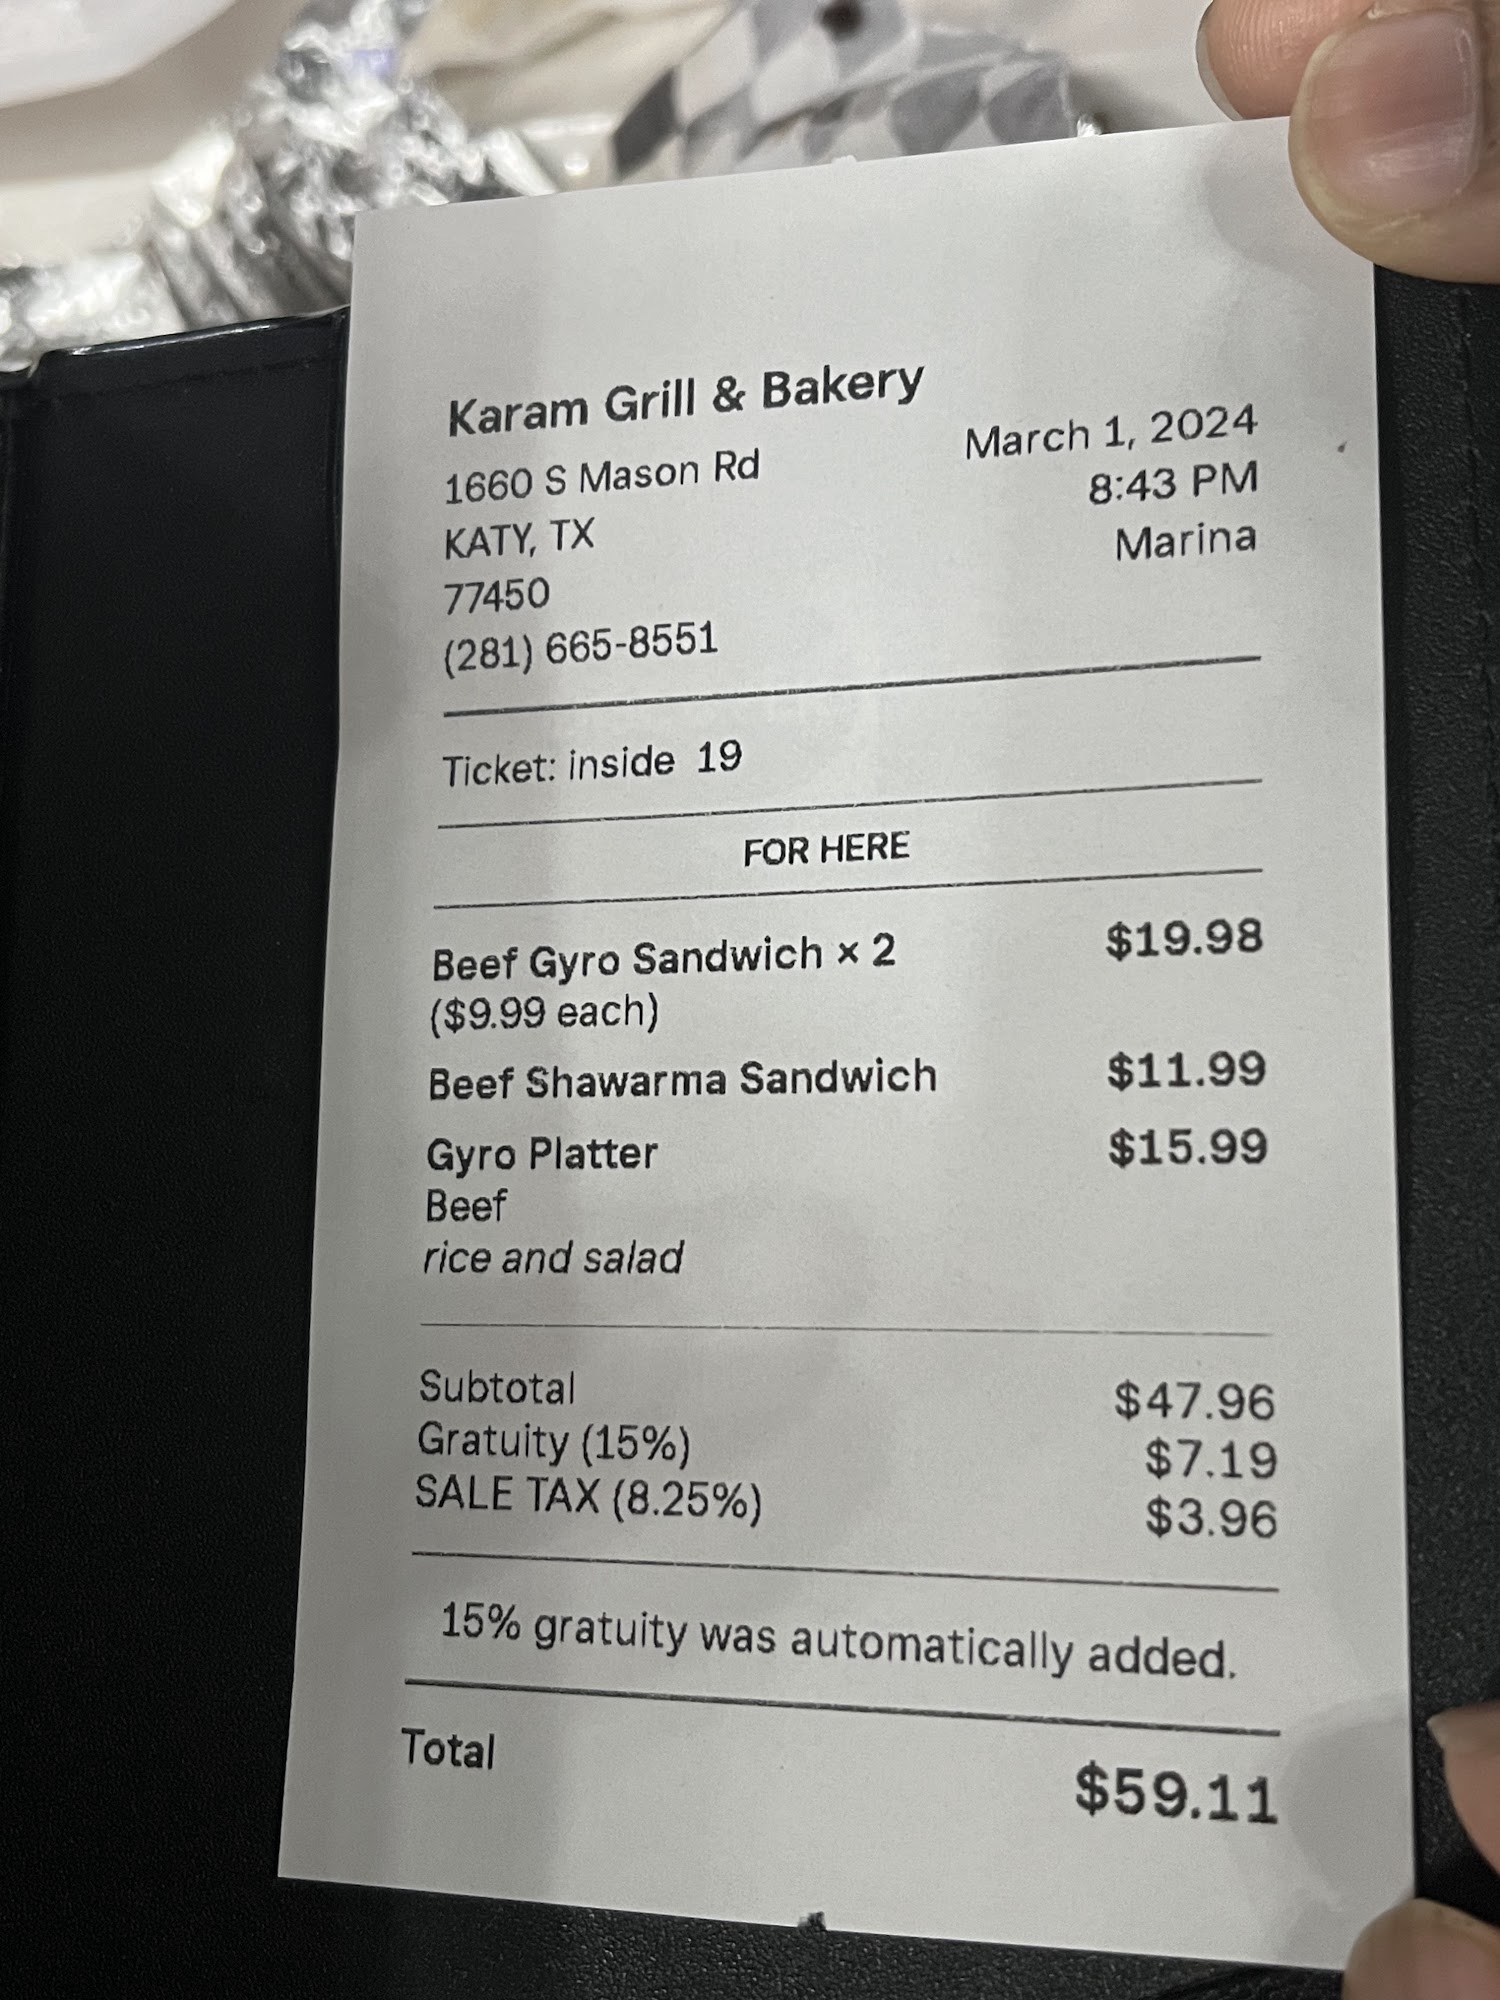 Karam Grill & Bakery
1660 S Mason Rd
KATY, TX
77450
(281) 665-8551
March 1, 2024
8:43 PM
Marina
Ticket: inside 19
FOR HERE
Beef Gyro Sandwich × 2 $19.98
($9.99 each)
Beef Shawarma Sandwich $11.99
Gyro Platter $15.99
Beef
rice and salad
Subtotal $47.96
Gratuity (15%) $7.19
SALE TAX (8.25%) $3.96
15% gratuity was automatically added.
Total $59.11